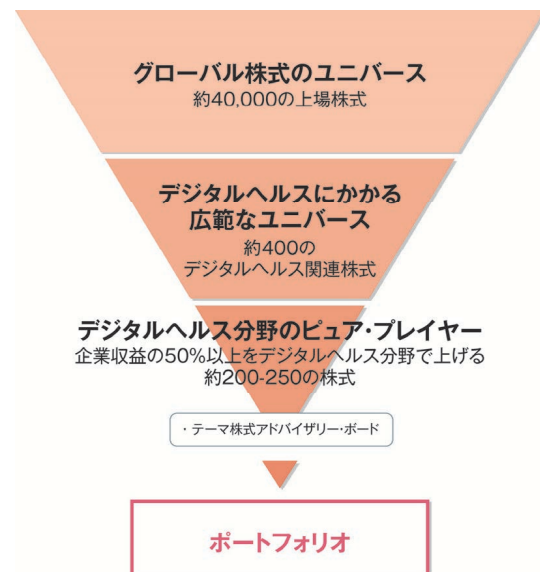 グローバル株式のユニバース
約40,000の上場株式
デジタルヘルスにかかる
広範なユニバース
約400の
デジタルヘルス関連株式
デジタルヘルス分野のピュア・プレイヤー
企業収益の50%以上をデジタルヘルス分野で上げる
約200-250の株式
・テーマ株式アドバイザリー・ボード
ポートフォリオ